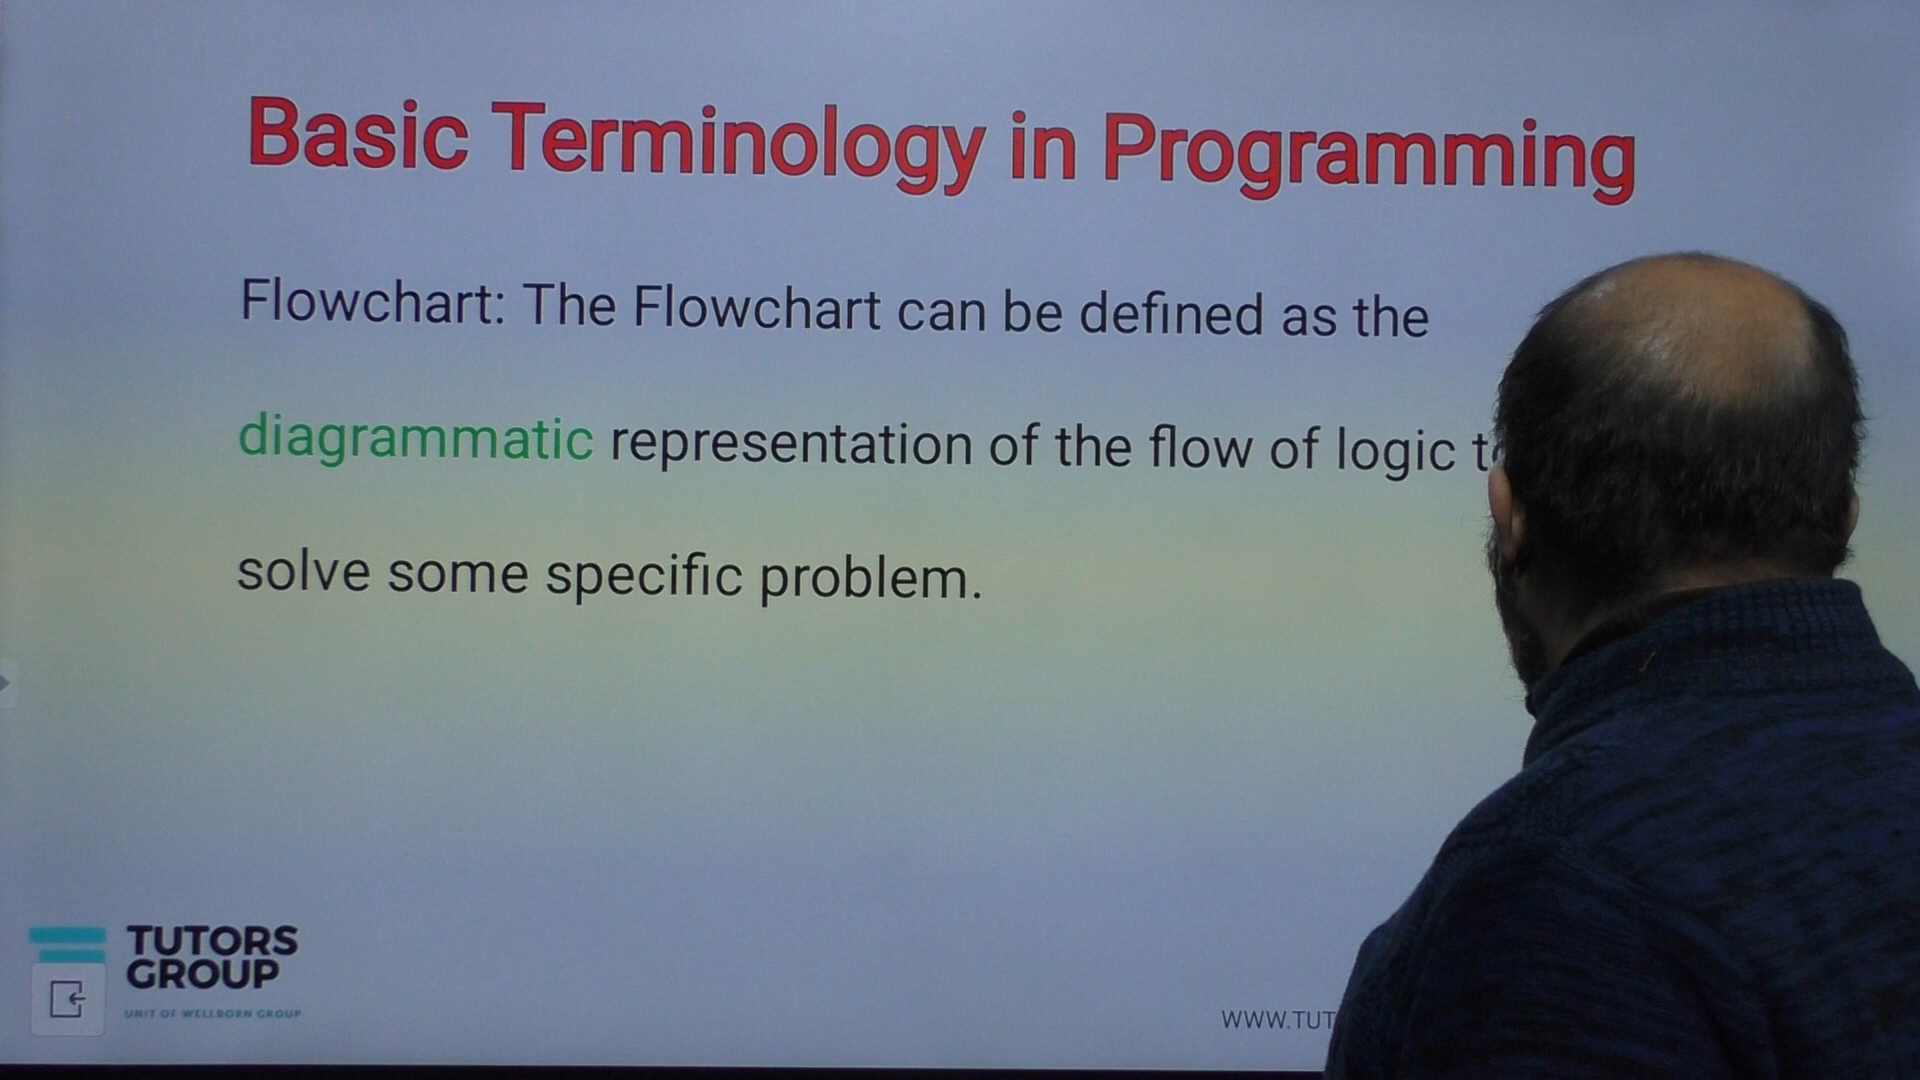 Basic Terminology in Programming
Flowchart: The Flowchart can be defined as the
diagrammatic representation of the flow of logic
solve some specific problem.
TUTORS
GROUP
UNIT OF WELLBORN GROUP
WWW.TUT